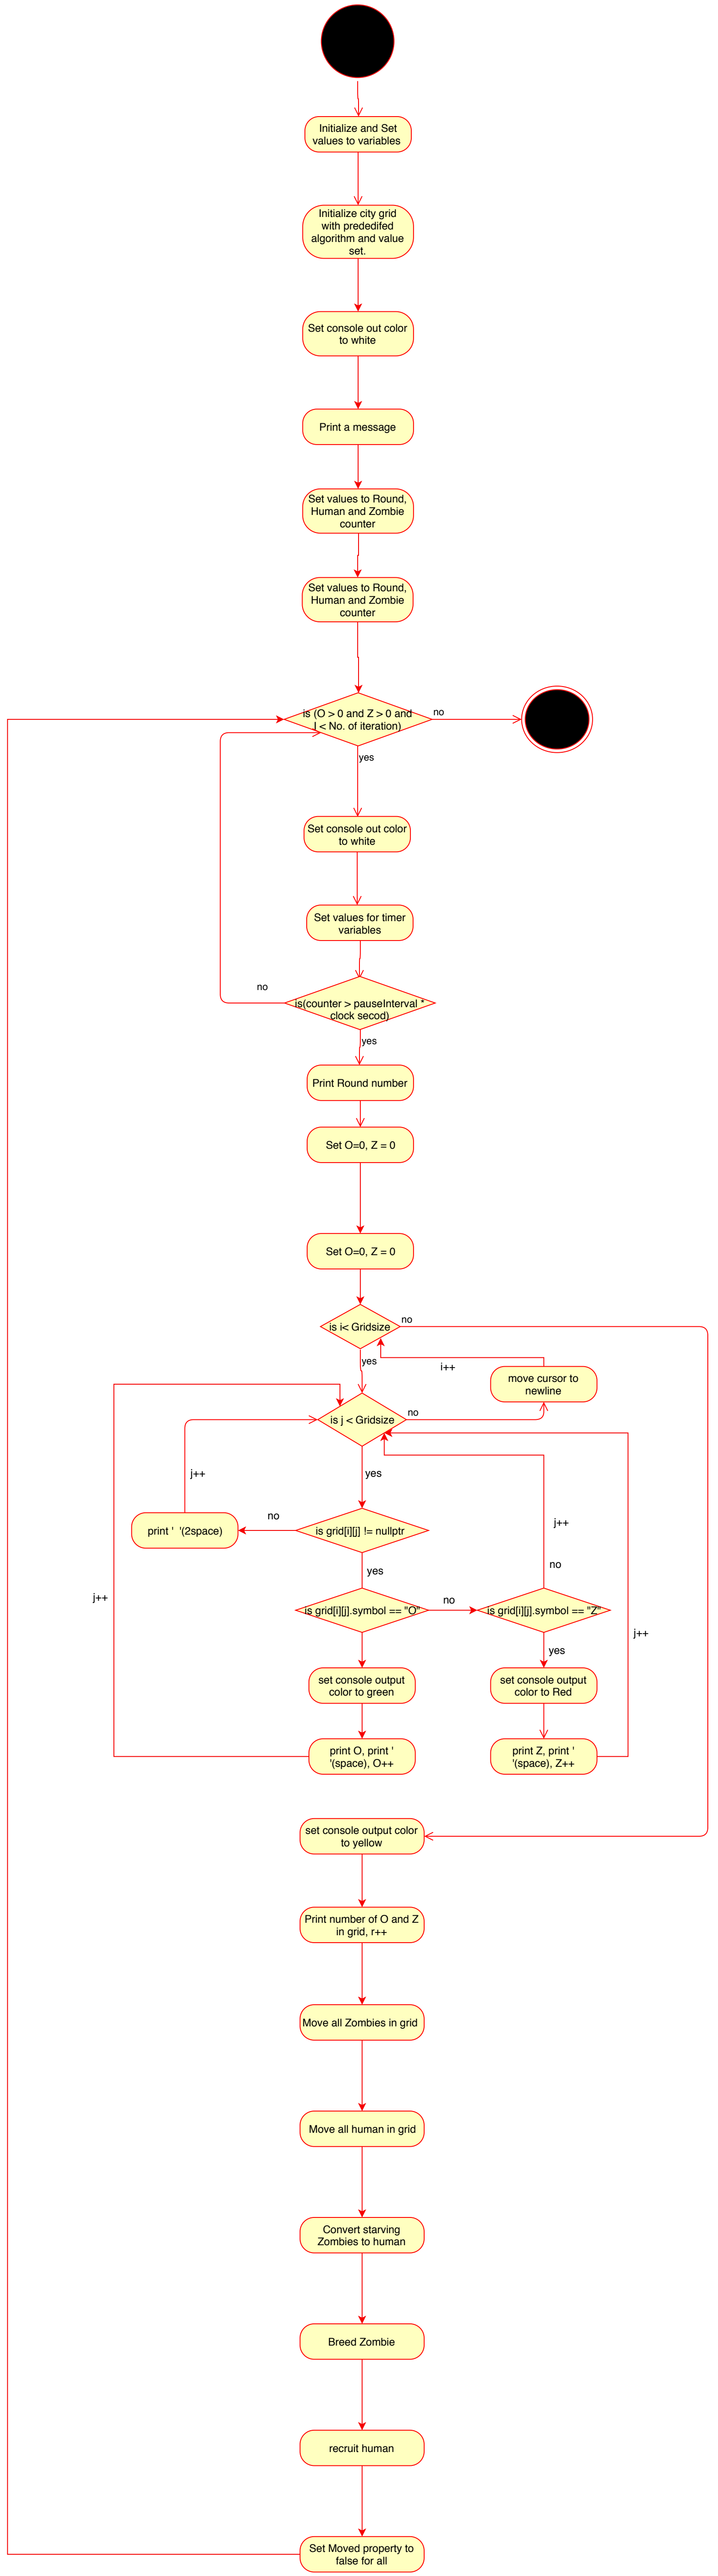 Initialize and Set
values to variables
Initialize city grid
with prededifed
algorithm and value
set.
Set console out color
to white
Print a message
Set values to Round,
Human and Zombie
counter
Set values to Round,
Human and Zombie
counter
is (O > 0 and Z > 0 and
I < No. of iteration)
no
yes
Set console out color
to white
Set values for timer
variables
no
is(counter > pauseInterval *
clock secod)
yes
Print Round number
Set O=0, Z = 0
Set O=0, Z = 0
is i< Gridsize
no
yes
i++
move cursor to
newline
is j < Gridsize
no
yes
j++
j++
no
print ' '(2space)
is grid[i][j] != nullptr
yes
no
j++
is grid[i][j].symbol == "O"
no
is grid[i][j].symbol == "Z"
j++
yes
set console output
color to green
set console output
color to Red
print O, print '
'(space), O++
print Z, print '
'(space), Z++
set console output color
to yellow
Print number of O and Z
in grid, r++
Move all Zombies in grid
Move all human in grid
Convert starving
Zombies to human
Breed Zombie
recruit human
Set Moved property to
false for all